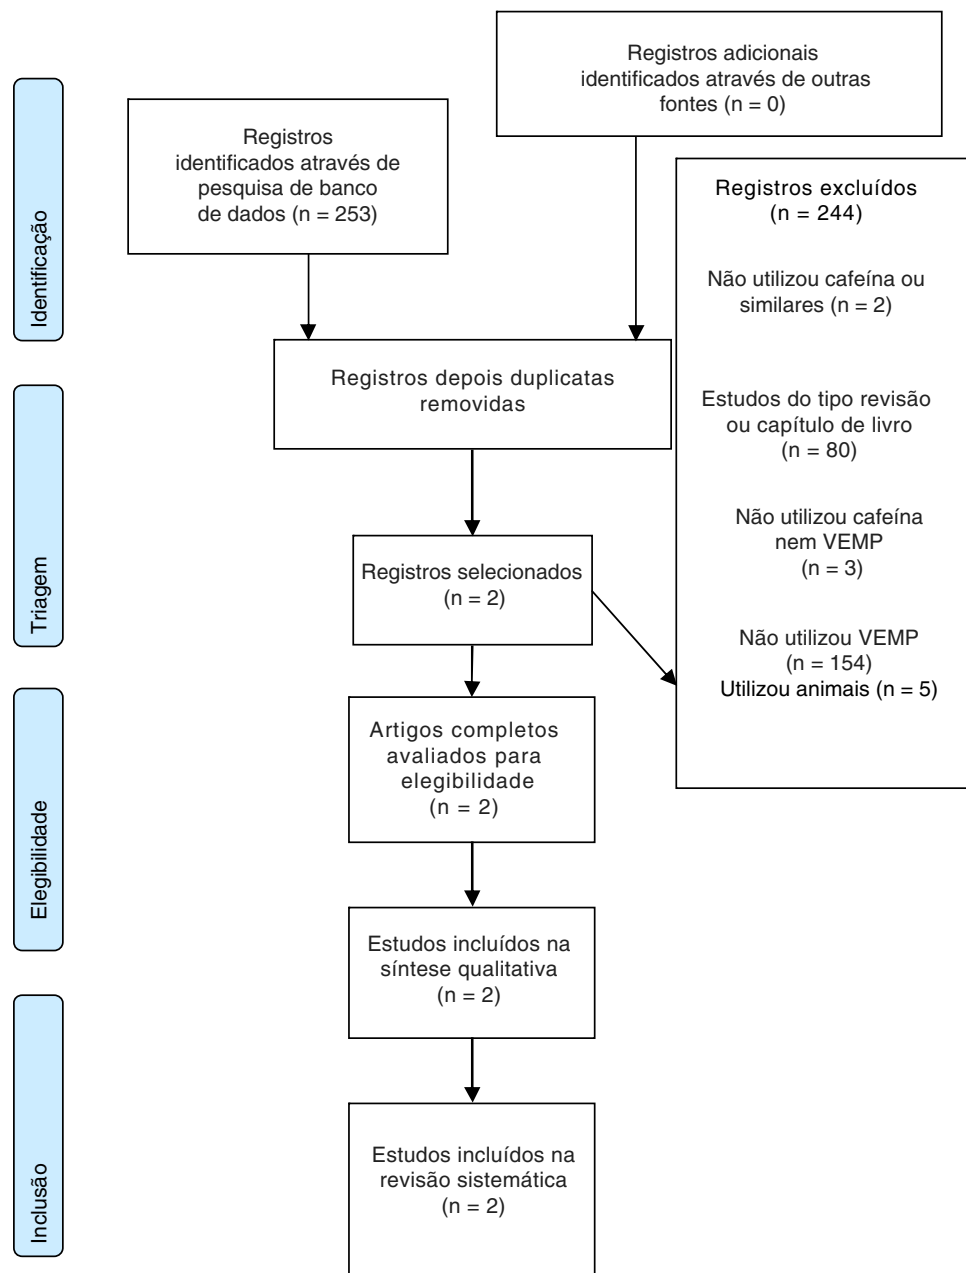 Registros adicionais
identificados através de outras
fontes (n = 0)
Registros
identificados através de
pesquisa de banco
de dados (n = 253)
Identificação
Registros excluídos
(n = 244)
Não utilizou cafeína ou
similares (n = 2)
Estudos do tipo revisão
ou capítulo de livro
(n = 80)
Não utilizou cafeína
nem VEMP
(n = 3)
Não utilizou VEMP
(n = 154)
Utilizou animais (n = 5)
Registros depois duplicatas
removidas
Triagem
Registros selecionados
(n = 2)
Elegibilidade
Artigos completos
avaliados para
elegibilidade
(n = 2)
Estudos incluídos na
síntese qualitativa
(n = 2)
Inclusão
Estudos incluídos na
revisão sistemática
(n = 2)